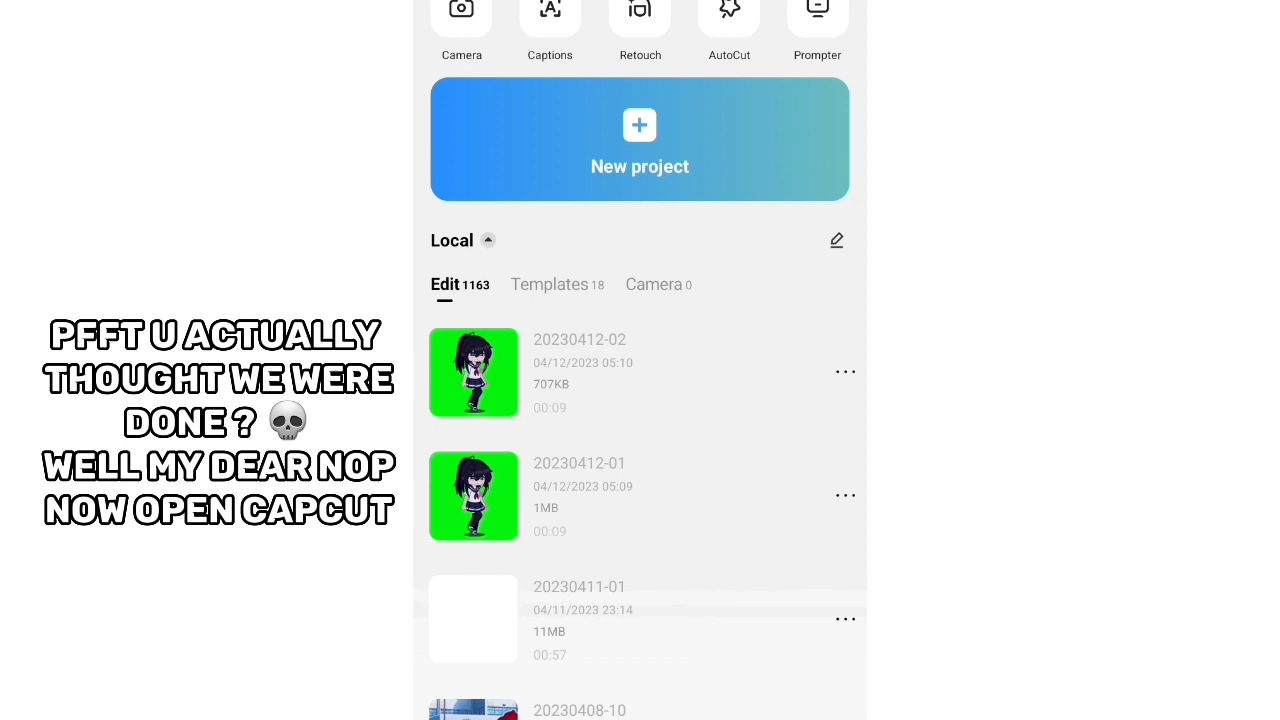 Camera
Captions
Retouch
AutoCut
Prompter
New project
Local
Edit 1163
Templates 18
Camera 0
20230412-02
04/12/2023 05:10
707KB
00:09
20230412-01
04/12/2023 05:09
1MB
00:09
20230411-01
04/11/2023 23:14
11MB
00:57
20230408-10
PFFT U ACTUALLY
THOUGHT WE WERE
DONE ? 💀
WELL MY DEAR NOP
NOW OPEN CAPCUT